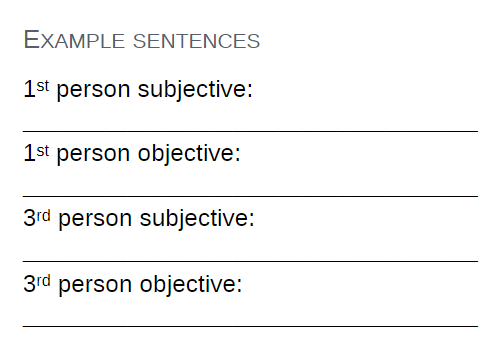 EXAMPLE SENTENCES
1st person subjective:
1st person objective:
3rd person subjective:
3rd person objective: